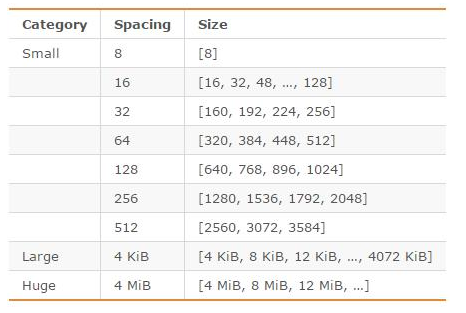 Category Spacing Size
Small 8 [8]
16 [16, 32, 48, ..., 128]
32 [160, 192, 224, 256]
64 [320, 384, 448, 512]
128 [640, 768, 896, 1024]
256 [1280, 1536, 1792, 2048]
512 [2560, 3072, 3584]
Large 4 KiB [4 KiB, 8 KiB, 12 KiB, ..., 4072 KiB]
Huge 4 MiB [4 MiB, 8 MiB, 12 MiB, ...]